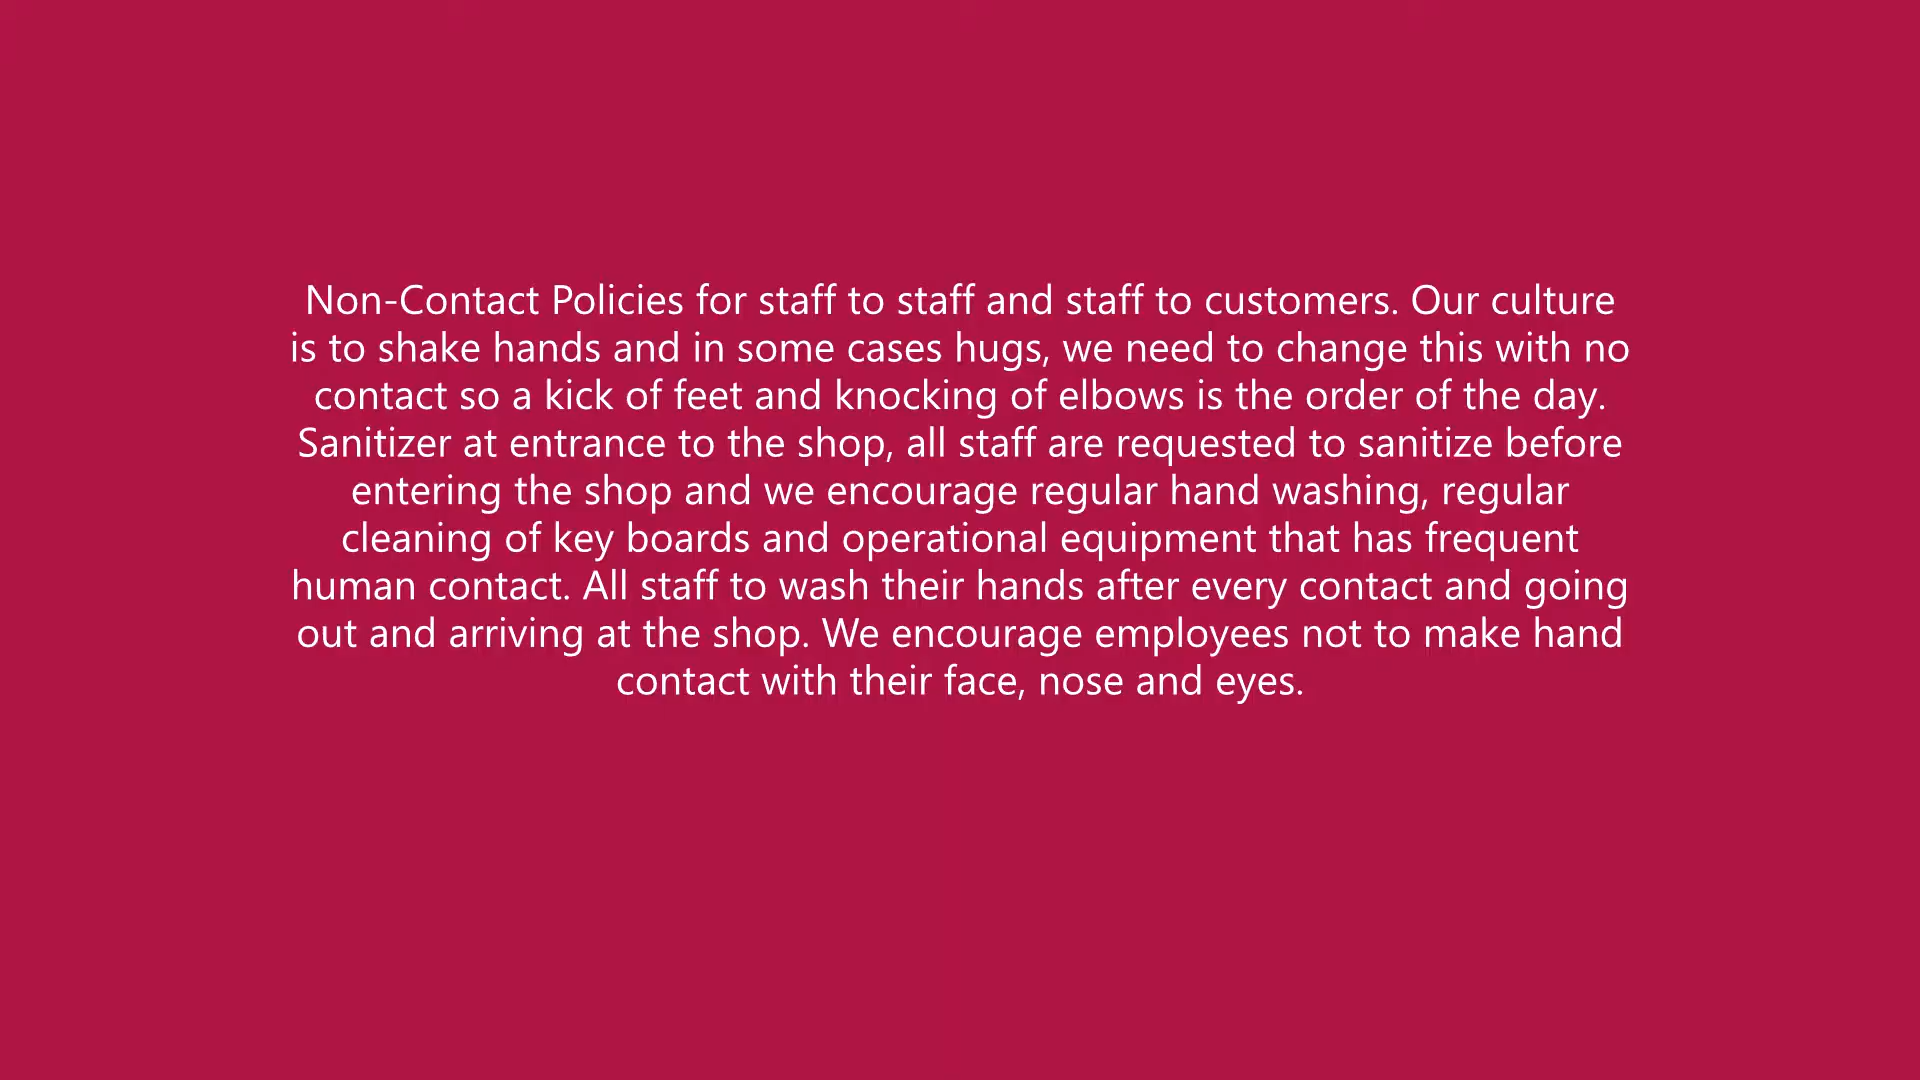 Non-Contact Policies for staff to staff and staff to customers. Our culture
is to shake hands and in some cases hugs, we need to change this with no
contact so a kick of feet and knocking of elbows is the order of the day.
Sanitizer at entrance to the shop, all staff are requested to sanitize before
entering the shop and we encourage regular hand washing, regular
cleaning of key boards and operational equipment that has frequent
human contact. All staff to wash their hands after every contact and going
out and arriving at the shop. We encourage employees not to make hand
contact with their face, nose and eyes.